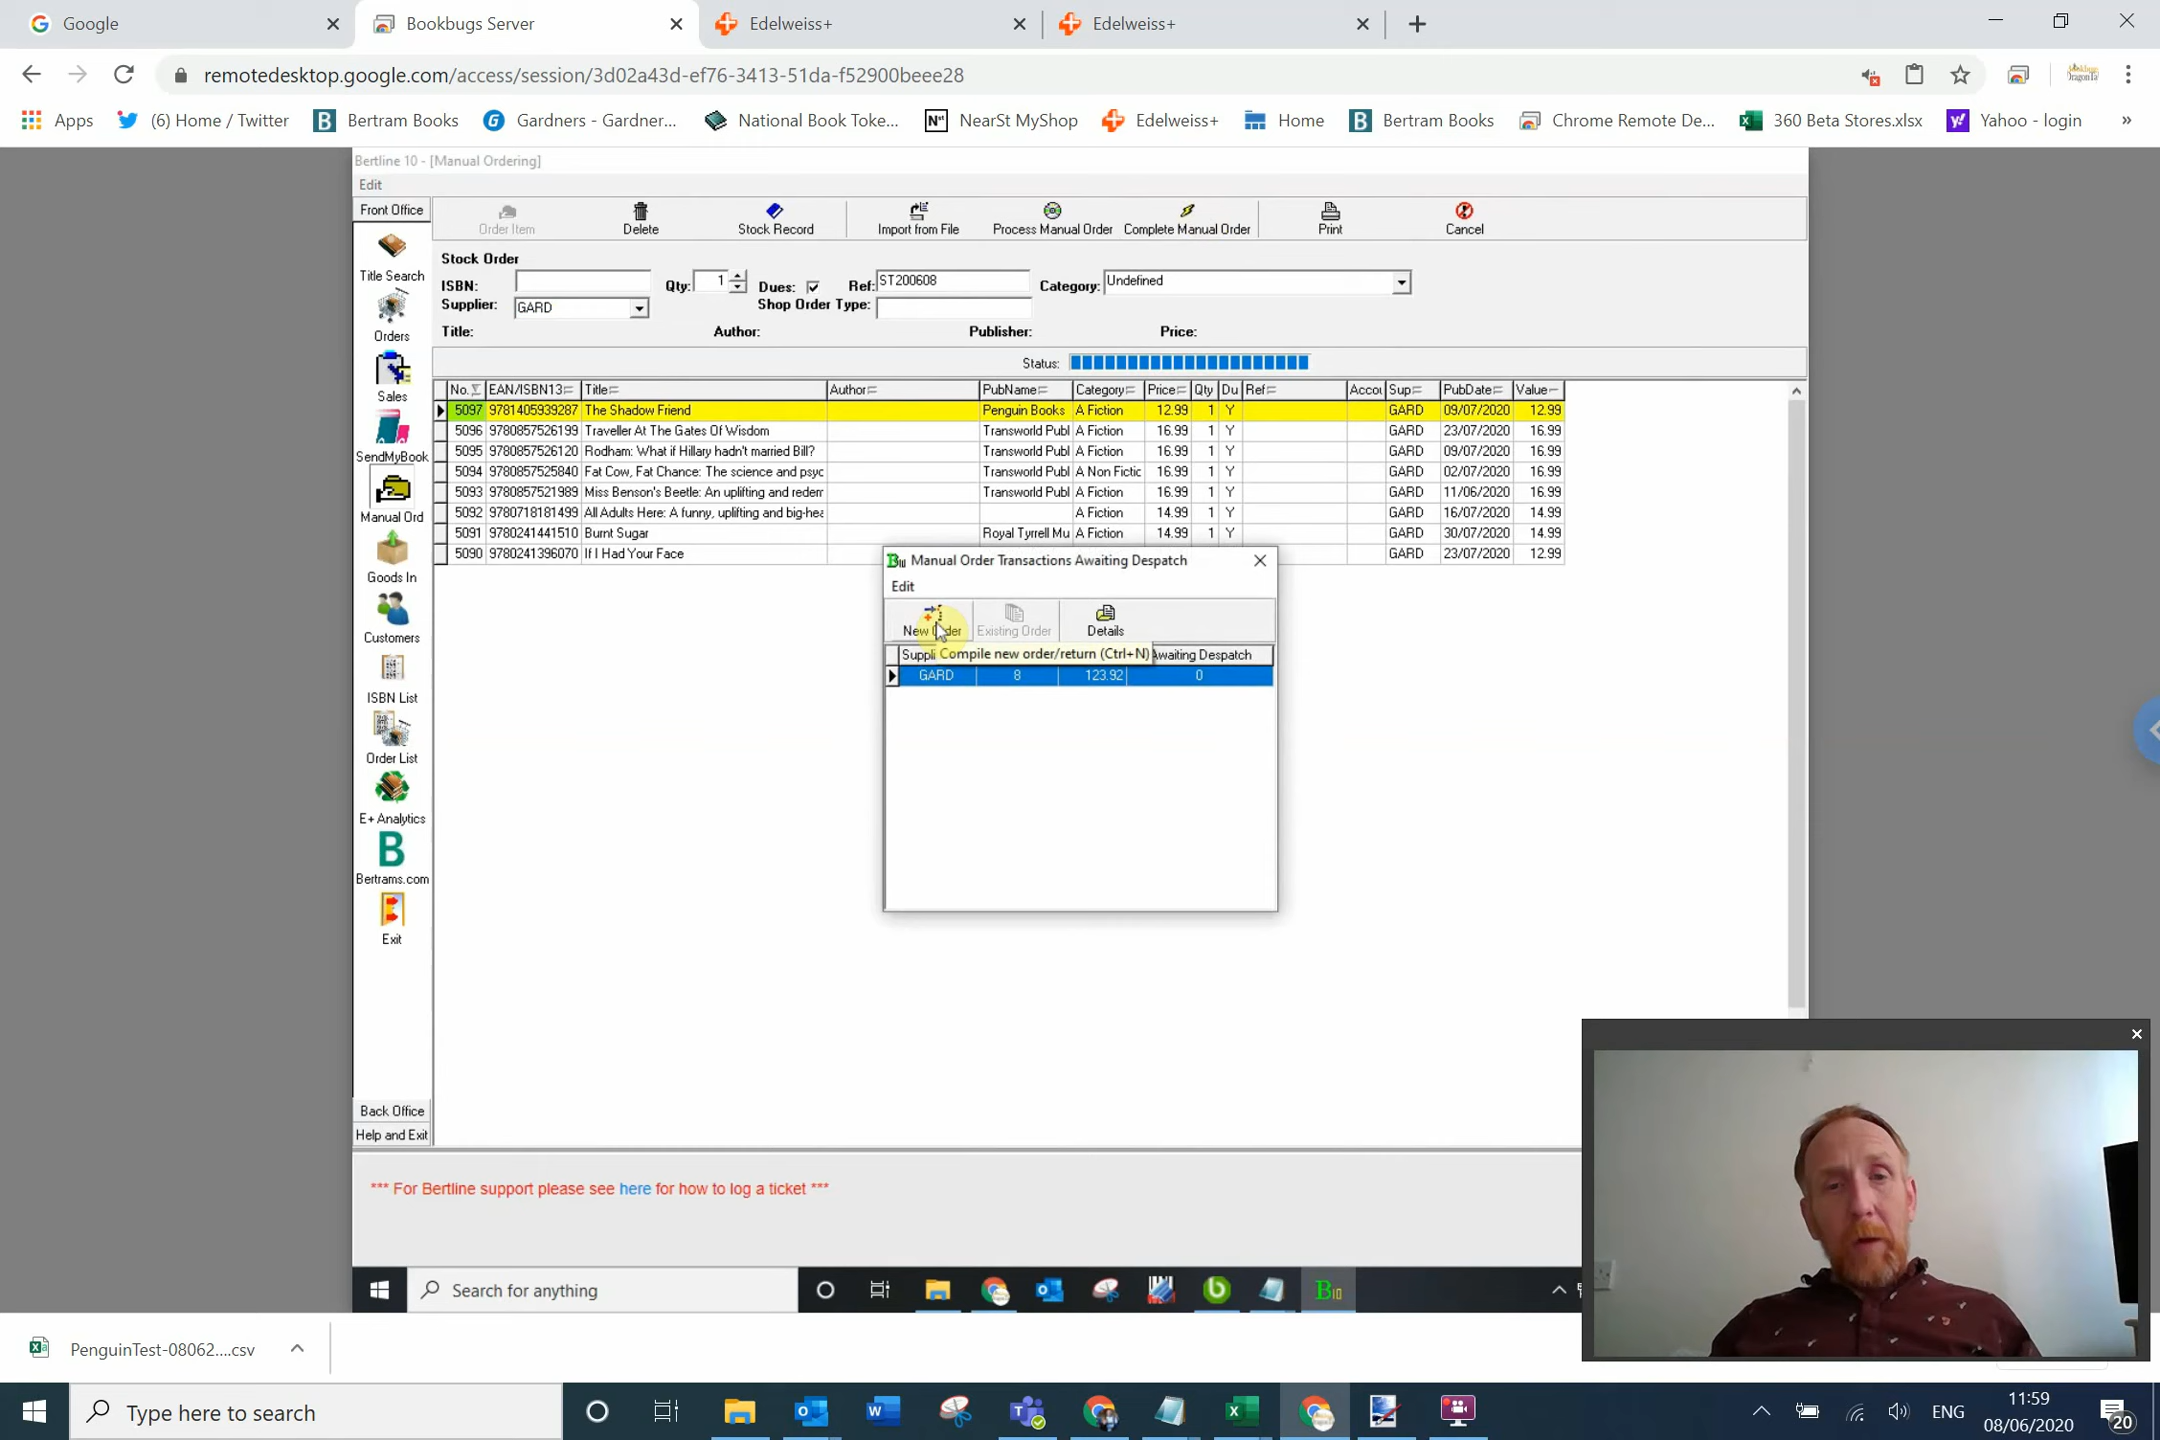 Google
Bookbugs Server
Edelweiss+
Edelweiss+
remotedesktop.google.com/access/session/3d02a43d-ef76-3413-51da-f52900beee28
Apps
(6) Home / Twitter
Bertram Books
Gardners - Gardner...
National Book Toke...
NearSt MyShop
Edelweiss+
Home
Bertram Books
Chrome Remote De...
360 Beta Stores.xlsx
Yahoo - login
»
Bertline 10 - [Manual Ordering]
Edit
Front Office
Order Item
Delete
Stock Record
Import from File
Process Manual Order
Complete Manual Order
Print
Cancel
Title Search
Orders
Sales
SendMyBook
Manual Ord
Goods In
Customers
ISBN List
Order List
E+ Analytics
Bertrams.com
Exit
Back Office
Help and Exit
Stock Order
ISBN: Qty: 1 Dues: Ref: ST200608 Category: Undefined
Supplier: GARD Shop Order Type:
Title: Author: Publisher: Price:
Status:
No. EAN/ISBN13 Title Author PubName Category Price Qty Du Ref Accou Sup PubDate Value
5097 9781405939287 The Shadow Friend Penguin Books A Fiction 12.99 1 Y GARD 09/07/2020 12.99
5096 9780857526199 Traveller At The Gates Of Wisdom Transworld Publ A Fiction 16.99 1 Y GARD 23/07/2020 16.99
5095 9780857526120 Rodham: What if Hillary hadn't married Bill? Transworld Publ A Fiction 16.99 1 Y GARD 09/07/2020 16.99
5094 9780857525840 Fat Cow, Fat Chance: The science and psyc Transworld Publ A Non Fictic 16.99 1 Y GARD 02/07/2020 16.99
5093 9780857521989 Miss Benson's Beetle: An uplifting and redem Transworld Publ A Fiction 16.99 1 Y GARD 11/06/2020 16.99
5092 9780718181499 All Adults Here: A funny, uplifting and big-hea A Fiction 14.99 1 Y GARD 16/07/2020 14.99
5091 9780241441510 Burnt Sugar Royal Tyrrell Mu A Fiction 14.99 1 Y GARD 30/07/2020 14.99
5090 9780241396070 If I Had Your Face GARD 23/07/2020 12.99
Manual Order Transactions Awaiting Despatch
Edit
New Order Existing Order Details
Suppli Compile new order/return (Ctrl+N) Awaiting Despatch
GARD 8 123.92 0
*** For Bertline support please see here for how to log a ticket ***
Search for anything
PenguinTest-08062....csv
Type here to search
ENG
11:59
08/06/2020
20